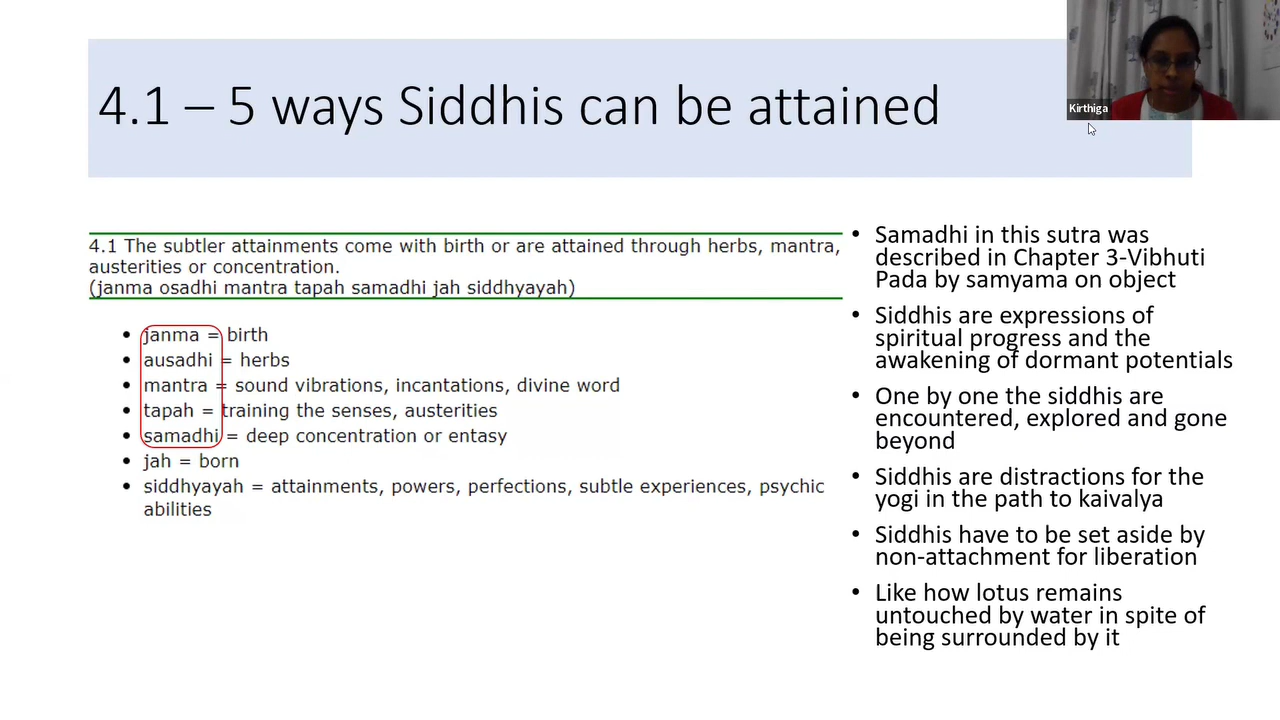 4.1 – 5 ways Siddhis can be attained
Kirthiga
4.1 The subtler attainments come with birth or are attained through herbs, mantra,
austerities or concentration.
(janma osadhi mantra tapah samadhi jah siddhyayah)
• janma = birth
• ausadhi = herbs
• mantra = sound vibrations, incantations, divine word
• tapah = training the senses, austerities
• samadhi = deep concentration or entasy
• jah = born
• siddhyayah = attainments, powers, perfections, subtle experiences, psychic
abilities
• Samadhi in this sutra was
described in Chapter 3-Vibhuti
Pada by samyama on object
• Siddhis are expressions of
spiritual progress and the
awakening of dormant potentials
• One by one the siddhis are
encountered, explored and gone
beyond
• Siddhis are distractions for the
yogi in the path to kaivalya
• Siddhis have to be set aside by
non-attachment for liberation
• Like how lotus remains
untouched by water in spite of
being surrounded by it